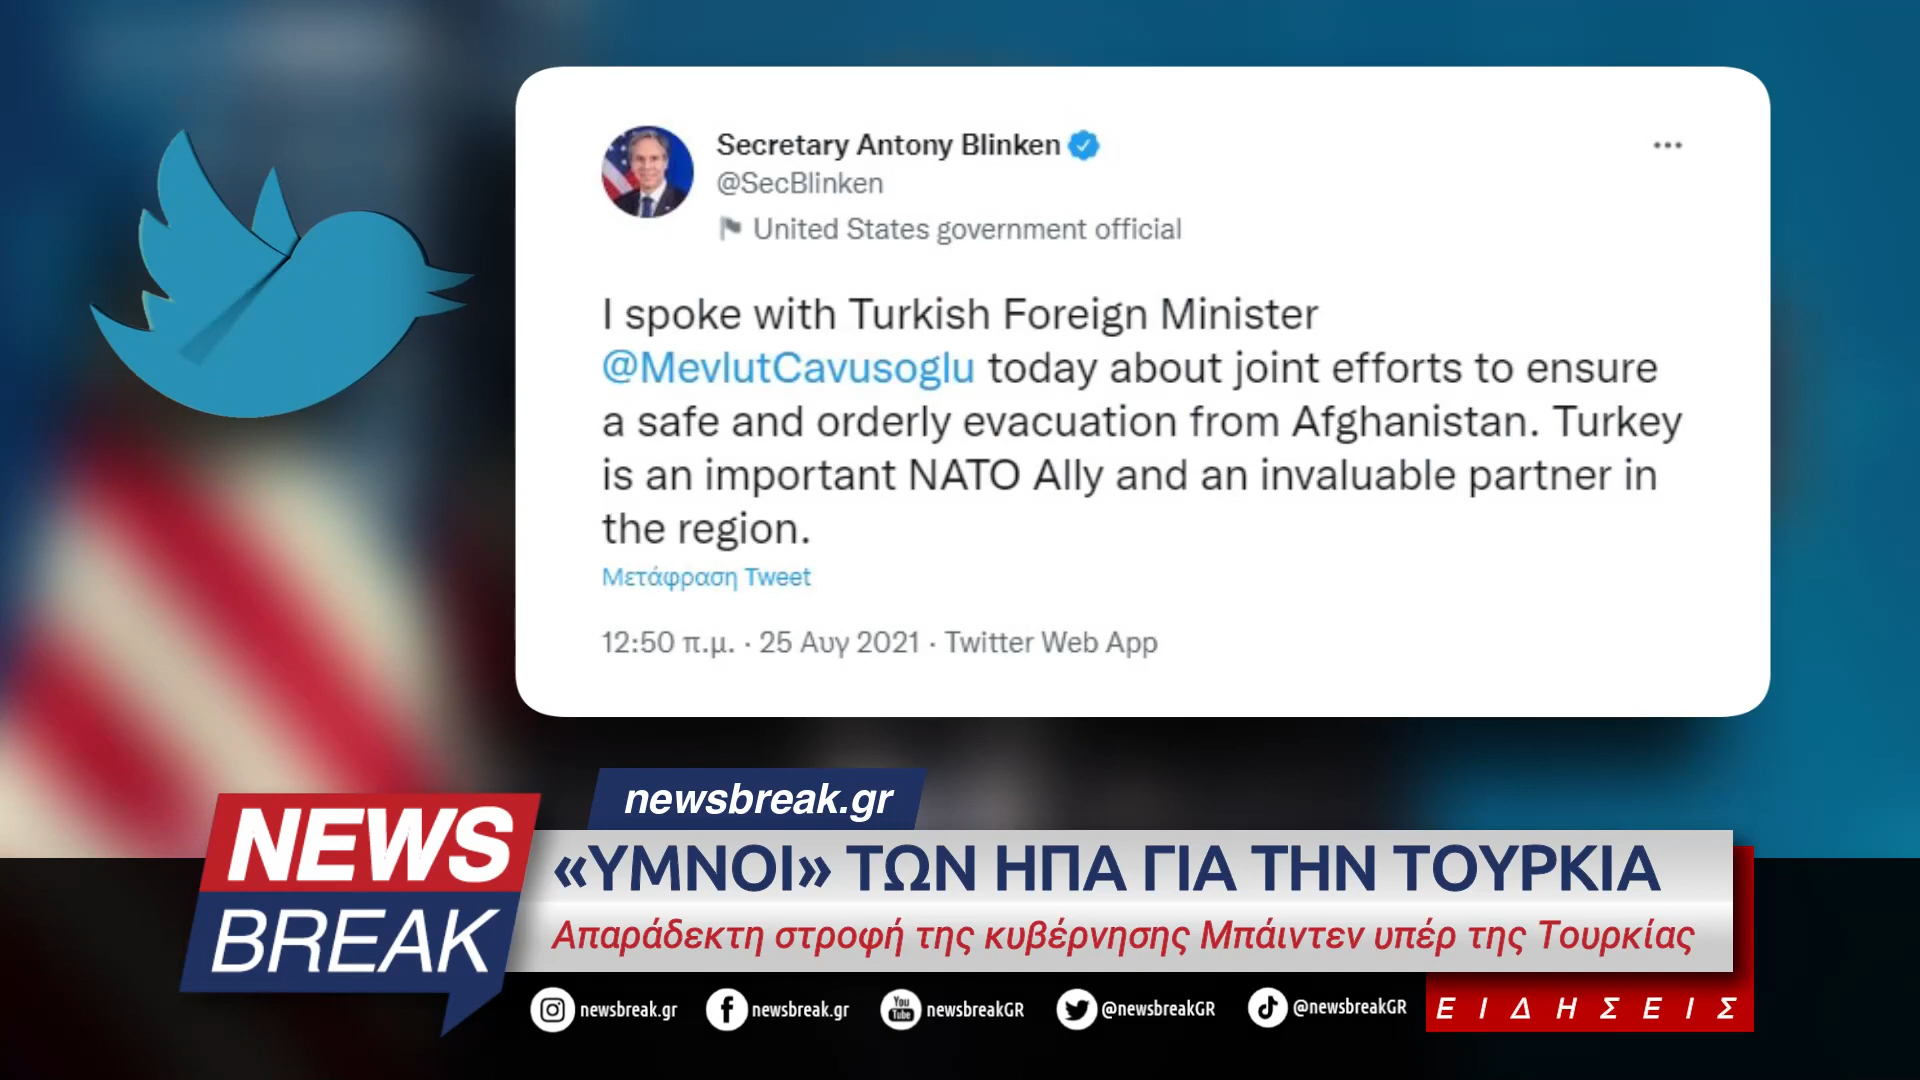 Secretary Antony Blinken
@SecBlinken
United States government official
I spoke with Turkish Foreign Minister
@MevlutCavusoglu today about joint efforts to ensure
a safe and orderly evacuation from Afghanistan. Turkey
is an important NATO Ally and an invaluable partner in
the region.
Μετάφραση Tweet
12:50 π.μ. · 25 Αυγ 2021 · Twitter Web App
newsbreak.gr
NEWS
BREAK
«ΥΜΝΟΙ» ΤΩΝ ΗΠΑ ΓΙΑ ΤΗΝ ΤΟΥΡΚΙΑ
Απαράδεκτη στροφή της κυβέρνησης Μπάιντεν υπέρ της Τουρκίας
newsbreak.gr newsbreak.gr You Tube newsbreakGR @newsbreakGR @newsbreakGR
ΕΙΔΗΣΕΙΣ